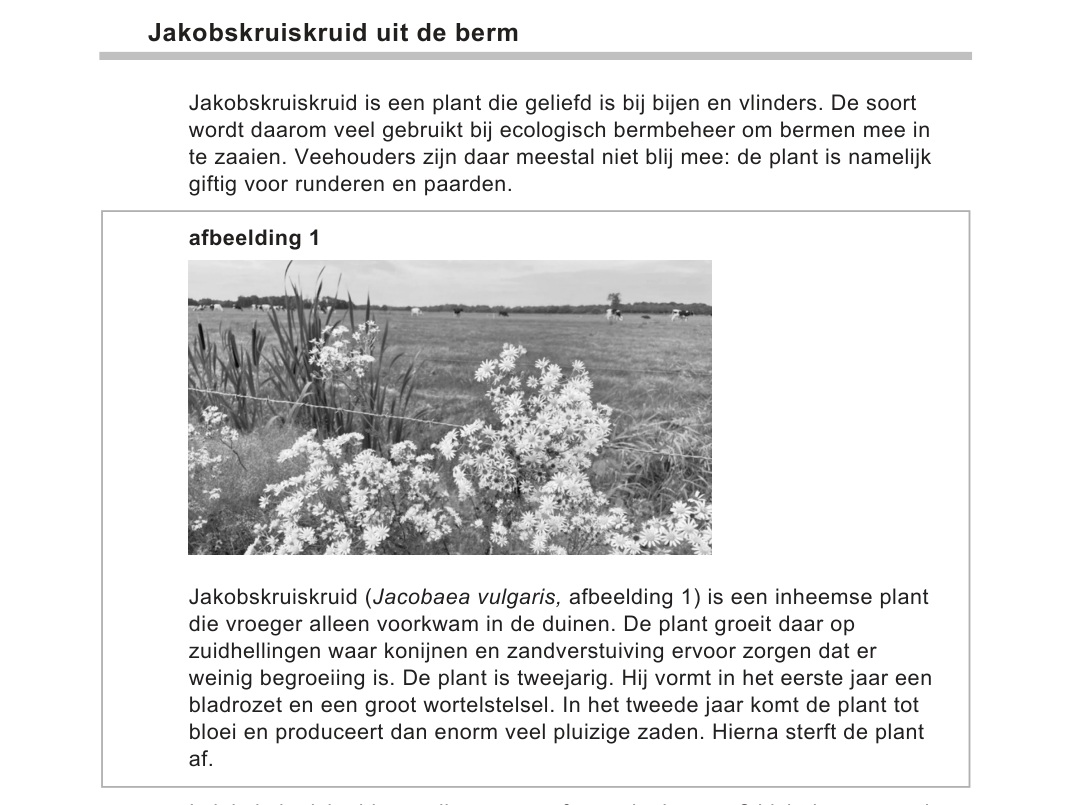 Jakobskruiskruid uit de berm
Jakobskruiskruid is een plant die geliefd is bij bijen en vlinders. De soort
wordt daarom veel gebruikt bij ecologisch bermbeheer om bermen mee in
te zaaien. Veehouders zijn daar meestal niet blij mee: de plant is namelijk
giftig voor runderen en paarden.
afbeelding 1
Jakobskruiskruid (Jacobaea vulgaris, afbeelding 1) is een inheemse plant
die vroeger alleen voorkwam in de duinen. De plant groeit daar op
zuidhellingen waar konijnen en zandverstuiving ervoor zorgen dat er
weinig begroeiing is. De plant is tweejarig. Hij vormt in het eerste jaar een
bladrozet en een groot wortelstelsel. In het tweede jaar komt de plant tot
bloei en produceert dan enorm veel pluizige zaden. Hierna sterft de plant
af.